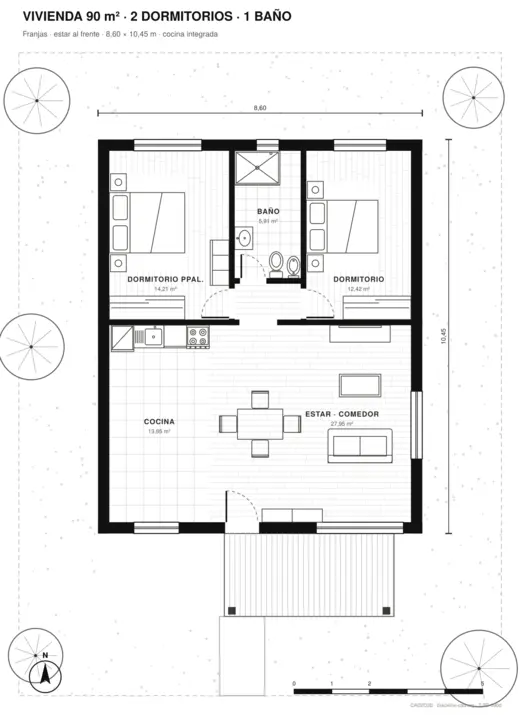 VIVIENDA 90 m² · 2 DORMITORIOS · 1 BAÑO
Franjas · estar al frente · 8,60 × 10,45 m · cocina integrada
8,60
BAÑO
5,91 m²
DORMITORIO PPAL.
14,21 m²
DORMITORIO
12,42 m²
10,45
COCINA
13,86 m²
ESTAR - COMEDOR
27,95 m²
N
0 1 2 5